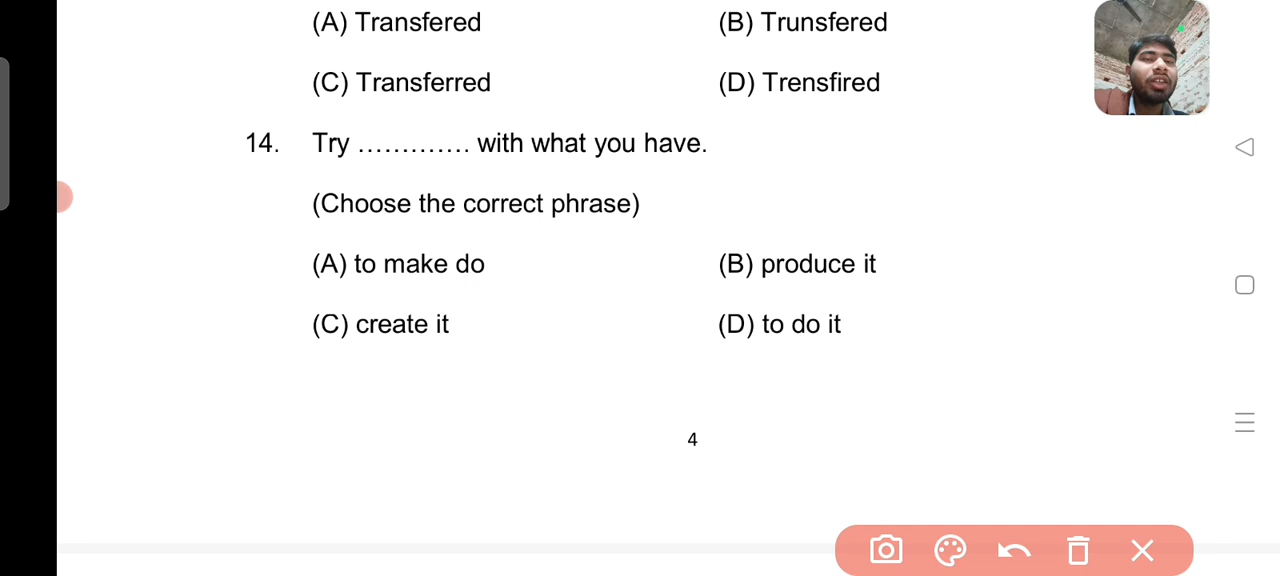 (A) Transfered (B) Trunsfered
(C) Transferred (D) Trensfired
14. Try ............. with what you have.
(Choose the correct phrase)
(A) to make do (B) produce it
(C) create it (D) to do it
4